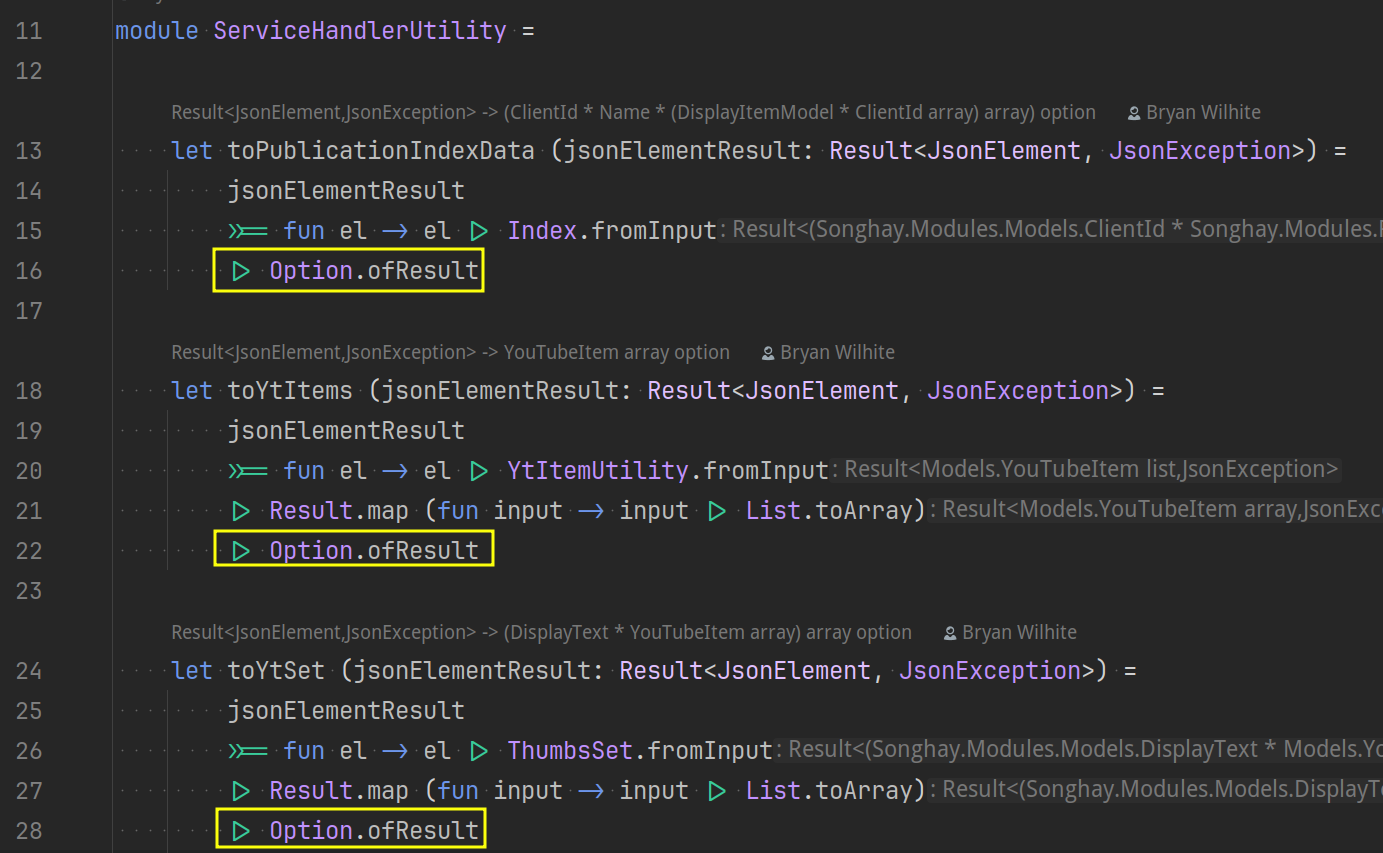 11 module ServiceHandlerUtility =
12
Result<JsonElement,JsonException> -> (ClientId * Name * (DisplayItemModel * ClientId array) array) option Bryan Wilhite
13 let toPublicationIndexData (jsonElementResult: Result<JsonElement, JsonException>) =
14 jsonElementResult
15 >>= fun el -> el |> Index.fromInput : Result<(Songhay.Modules.Models.ClientId * Songhay.Modules.
16 |> Option.ofResult
17
Result<JsonElement,JsonException> -> YouTubeItem array option Bryan Wilhite
18 let toYtItems (jsonElementResult: Result<JsonElement, JsonException>) =
19 jsonElementResult
20 >>= fun el -> el |> YtItemUtility.fromInput : Result<Models.YouTubeItem list,JsonException>
21 |> Result.map (fun input -> input |> List.toArray) : Result<Models.YouTubeItem array,JsonExc
22 |> Option.ofResult
23
Result<JsonElement,JsonException> -> (DisplayText * YouTubeItem array) array option Bryan Wilhite
24 let toYtSet (jsonElementResult: Result<JsonElement, JsonException>) =
25 jsonElementResult
26 >>= fun el -> el |> ThumbsSet.fromInput : Result<(Songhay.Modules.Models.DisplayText * Models.Yo
27 |> Result.map (fun input -> input |> List.toArray) : Result<(Songhay.Modules.Models.DisplayT
28 |> Option.ofResult